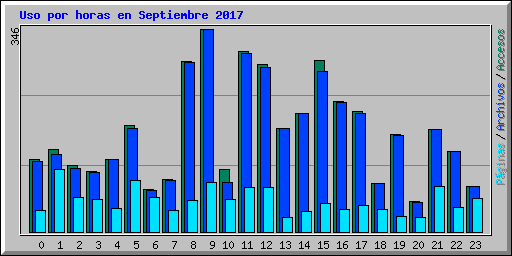 Uso por horas en Septiembre 2017
346
Páginas / Archivos / Accesos
0 1 2 3 4 5 6 7 8 9 10 11 12 13 14 15 16 17 18 19 20 21 22 23